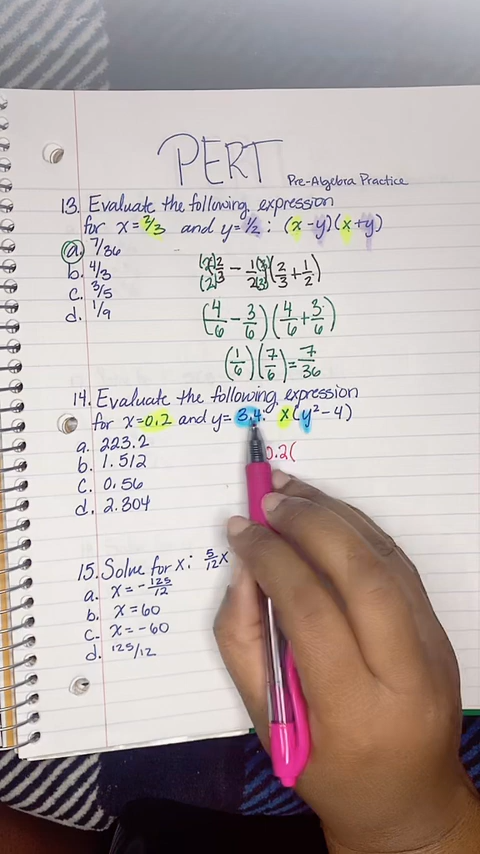 PERT
Pre-Algebra Practice
13. Evaluate the following expression
for x = 2/3 and y = 1/2 : (x - y)(x + y)
a. 7/36
b. 4/3
c. 3/5
d. 1/9
(2)2/(2)3 - 1(3)/2(3) (2/3 + 1/2)
(4/6 - 3/6)(4/6 + 3/6)
(1/6)(7/6) = 7/36
14. Evaluate the following expression
for x = 0.2 and y = 3.4: x(y² - 4)
a. 223.2
b. 1.512
c. 0.56
d. 2.304
0.2(
15. Solve for x: 5/12 x
a. x = - 125/12
b. x = 60
c. x = -60
d. 125/12